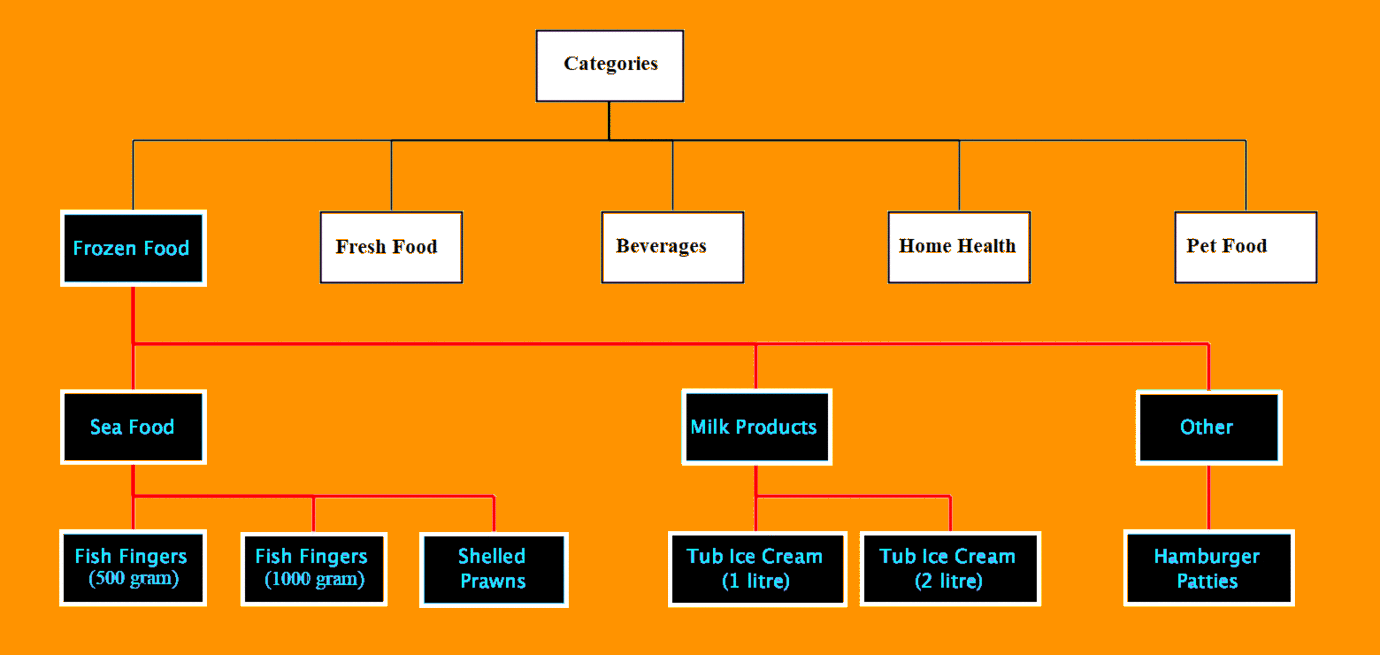 Categories
Frozen Food
Fresh Food
Beverages
Home Health
Pet Food
Sea Food
Milk Products
Other
Fish Fingers
(500 gram)
Fish Fingers
(1000 gram)
Shelled
Prawns
Tub Ice Cream
(1 litre)
Tub Ice Cream
(2 litre)
Hamburger
Patties